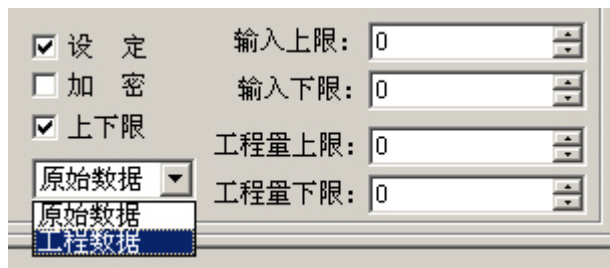 设 定 输入上限: 0
加 密 输入下限: 0
上下限
工程量上限: 0
原始数据
工程量下限: 0
原始数据
工程数据